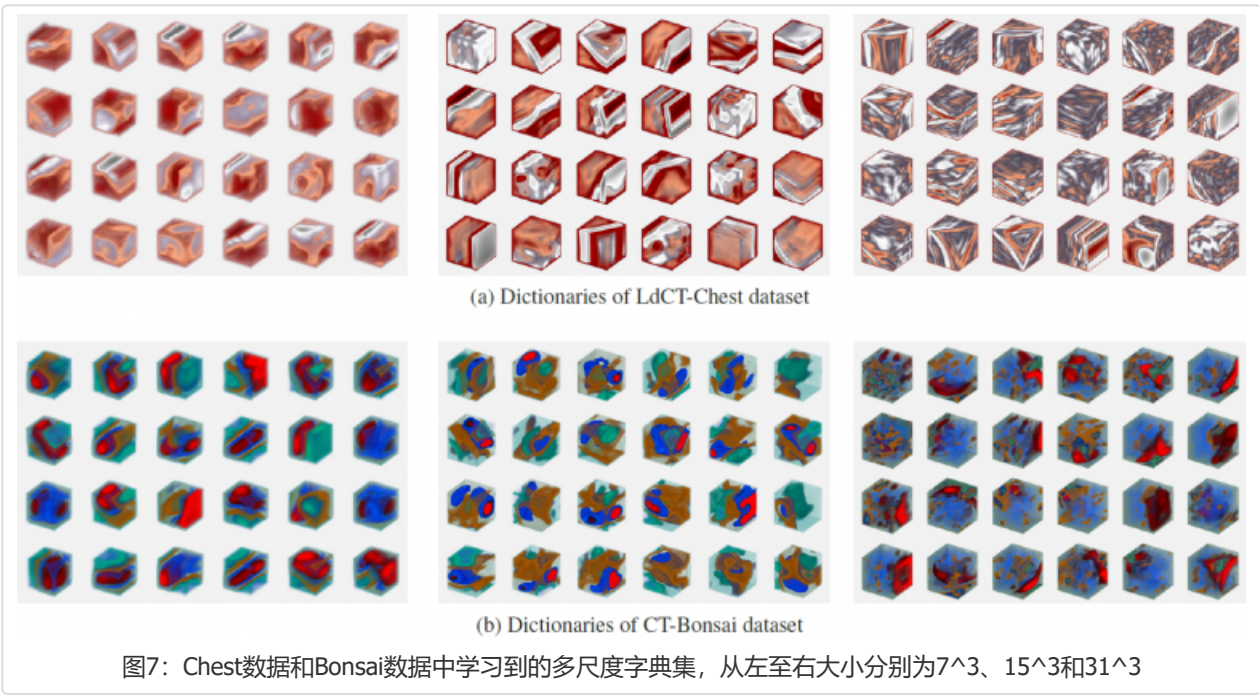 (a) Dictionaries of LdCT-Chest dataset
(b) Dictionaries of CT-Bonsai dataset
图7：Chest数据和Bonsai数据中学习到的多尺度字典集，从左至右大小分别为7^3、15^3和31^3